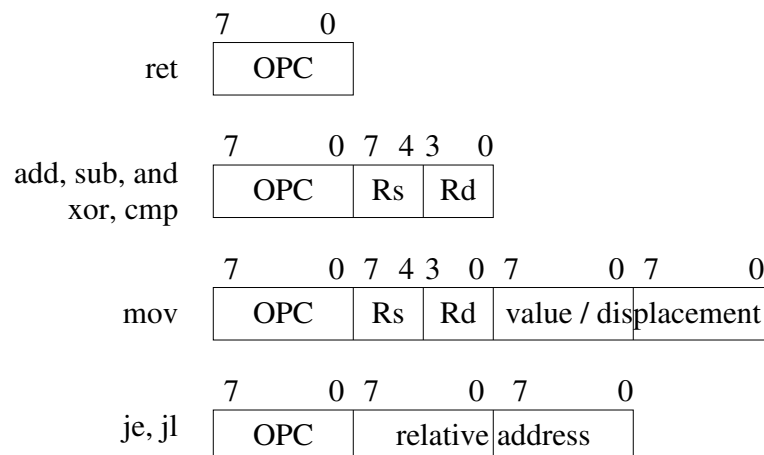 7 0
ret OPC
7 0 7 4 3 0
add, sub, and
xor, cmp
OPC Rs Rd
7 0 7 4 3 0 7 0 7 0
mov OPC Rs Rd value / displacement
7 0 7 0 7 0
je, jl OPC relative address